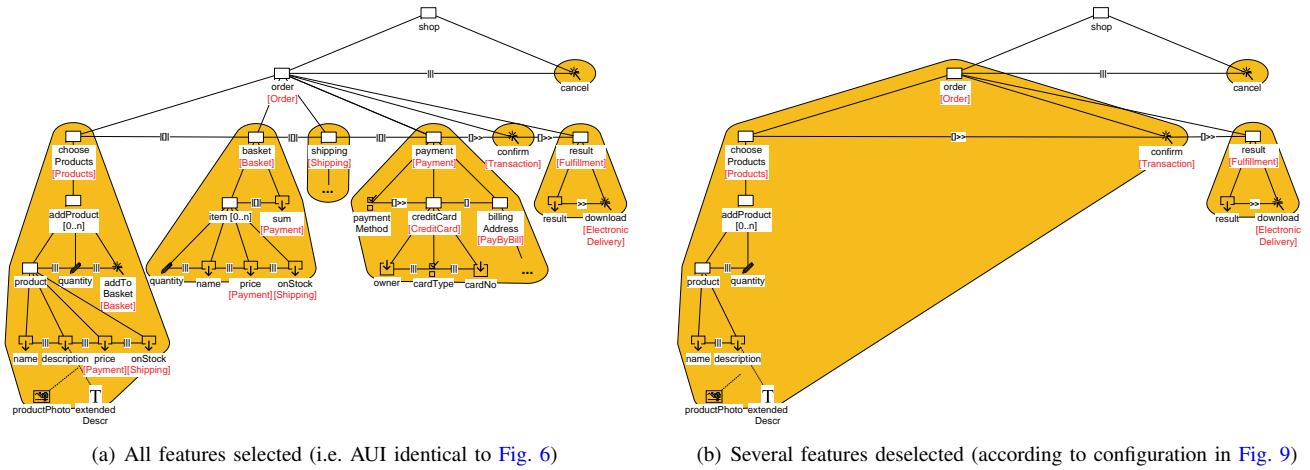 shop
|||
order
[Order]
cancel
|[]|
|[]|
|[]|
[]>>
[]>>
choose
Products
[Products]
basket
[Basket]
shipping
[Shipping]
payment
[Payment]
confirm
[Transaction]
result
[Fulfillment]
...
addProduct
[0..n]
item [0..n]
|[]|
sum
[Payment]
payment
Method
[]>>
creditCard
[CreditCard]
[]
billing
Address
[PayByBill]
result
>>
download
[Electronic
Delivery]
product
|||
quantity
|||
addTo
Basket
[Basket]
quantity
|||
name
|||
price
[Payment]
|||
onStock
[Shipping]
owner
|||
cardType
|||
cardNo
...
name
|||
description
|||
price
[Payment]
|||
onStock
[Shipping]
productPhoto
T
extended
Descr
(a) All features selected (i.e. AUI identical to Fig. 6)
shop
|||
order
[Order]
cancel
[]>>
[]>>
choose
Products
[Products]
confirm
[Transaction]
result
[Fulfillment]
addProduct
[0..n]
result
>>
download
[Electronic
Delivery]
product
|||
quantity
name
|||
description
productPhoto
T
extended
Descr
(b) Several features deselected (according to configuration in Fig. 9)